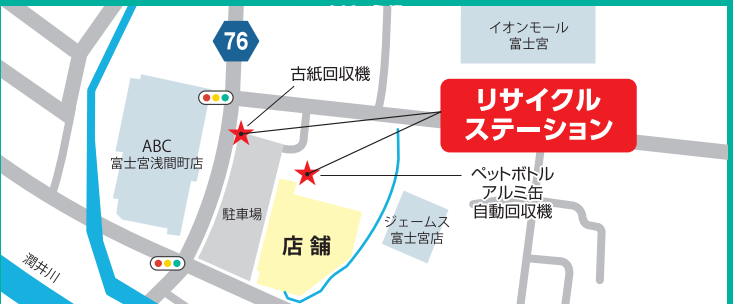 76
イオンモール
富士宮
古紙回収機
リサイクル
ステーション
ABC
富士宮浅間町店
ペットボトル
アルミ缶
自動回収機
駐車場
ジェームス
富士宮店
店舗
潤井川